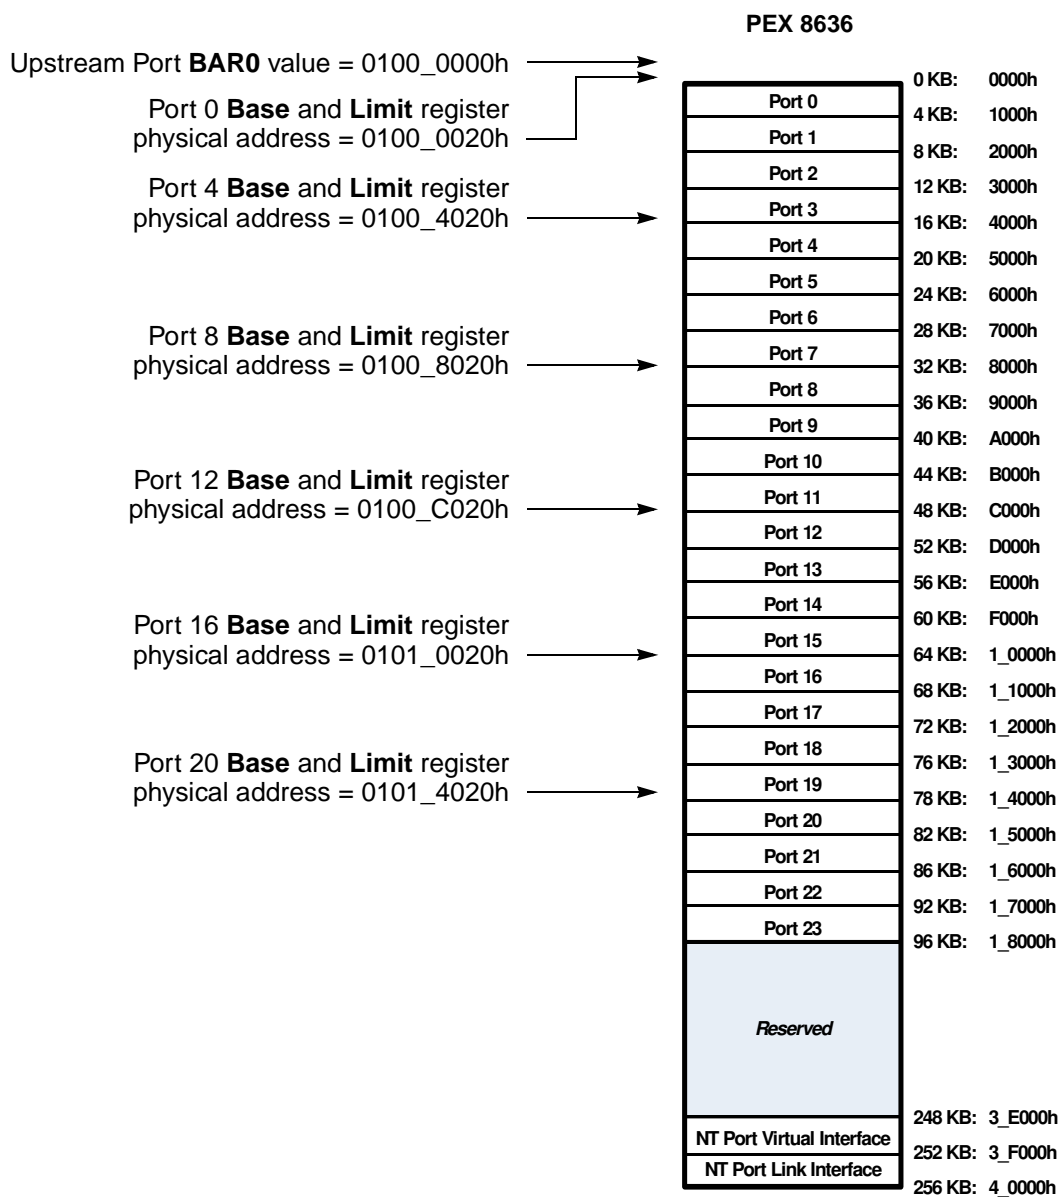 PEX 8636
Upstream Port BAR0 value = 0100_0000h
Port 0 Base and Limit register
physical address = 0100_0020h
Port 4 Base and Limit register
physical address = 0100_4020h
Port 8 Base and Limit register
physical address = 0100_8020h
Port 12 Base and Limit register
physical address = 0100_C020h
Port 16 Base and Limit register
physical address = 0101_0020h
Port 20 Base and Limit register
physical address = 0101_4020h
Port 0
Port 1
Port 2
Port 3
Port 4
Port 5
Port 6
Port 7
Port 8
Port 9
Port 10
Port 11
Port 12
Port 13
Port 14
Port 15
Port 16
Port 17
Port 18
Port 19
Port 20
Port 21
Port 22
Port 23
Reserved
NT Port Virtual Interface
NT Port Link Interface
0 KB: 0000h
4 KB: 1000h
8 KB: 2000h
12 KB: 3000h
16 KB: 4000h
20 KB: 5000h
24 KB: 6000h
28 KB: 7000h
32 KB: 8000h
36 KB: 9000h
40 KB: A000h
44 KB: B000h
48 KB: C000h
52 KB: D000h
56 KB: E000h
60 KB: F000h
64 KB: 1_0000h
68 KB: 1_1000h
72 KB: 1_2000h
76 KB: 1_3000h
78 KB: 1_4000h
82 KB: 1_5000h
86 KB: 1_6000h
92 KB: 1_7000h
96 KB: 1_8000h
248 KB: 3_E000h
252 KB: 3_F000h
256 KB: 4_0000h